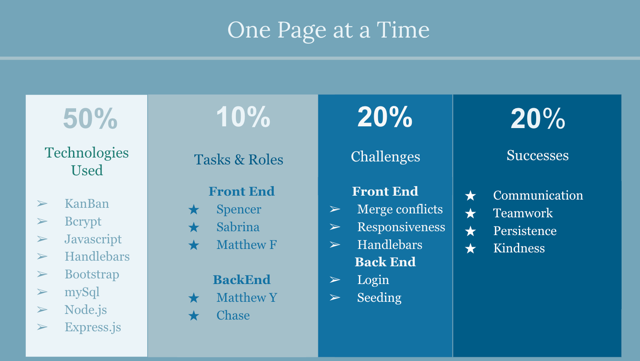 One Page at a Time
50%
Technologies
Used
KanBan
Bcrypt
Javascript
Handlebars
Bootstrap
mySql
Node.js
Express.js
10%
Tasks & Roles
Front End
Spencer
Sabrina
Matthew F
BackEnd
Matthew Y
Chase
20%
Challenges
Front End
Merge conflicts
Responsiveness
Handlebars
Back End
Login
Seeding
20%
Successes
Communication
Teamwork
Persistence
Kindness